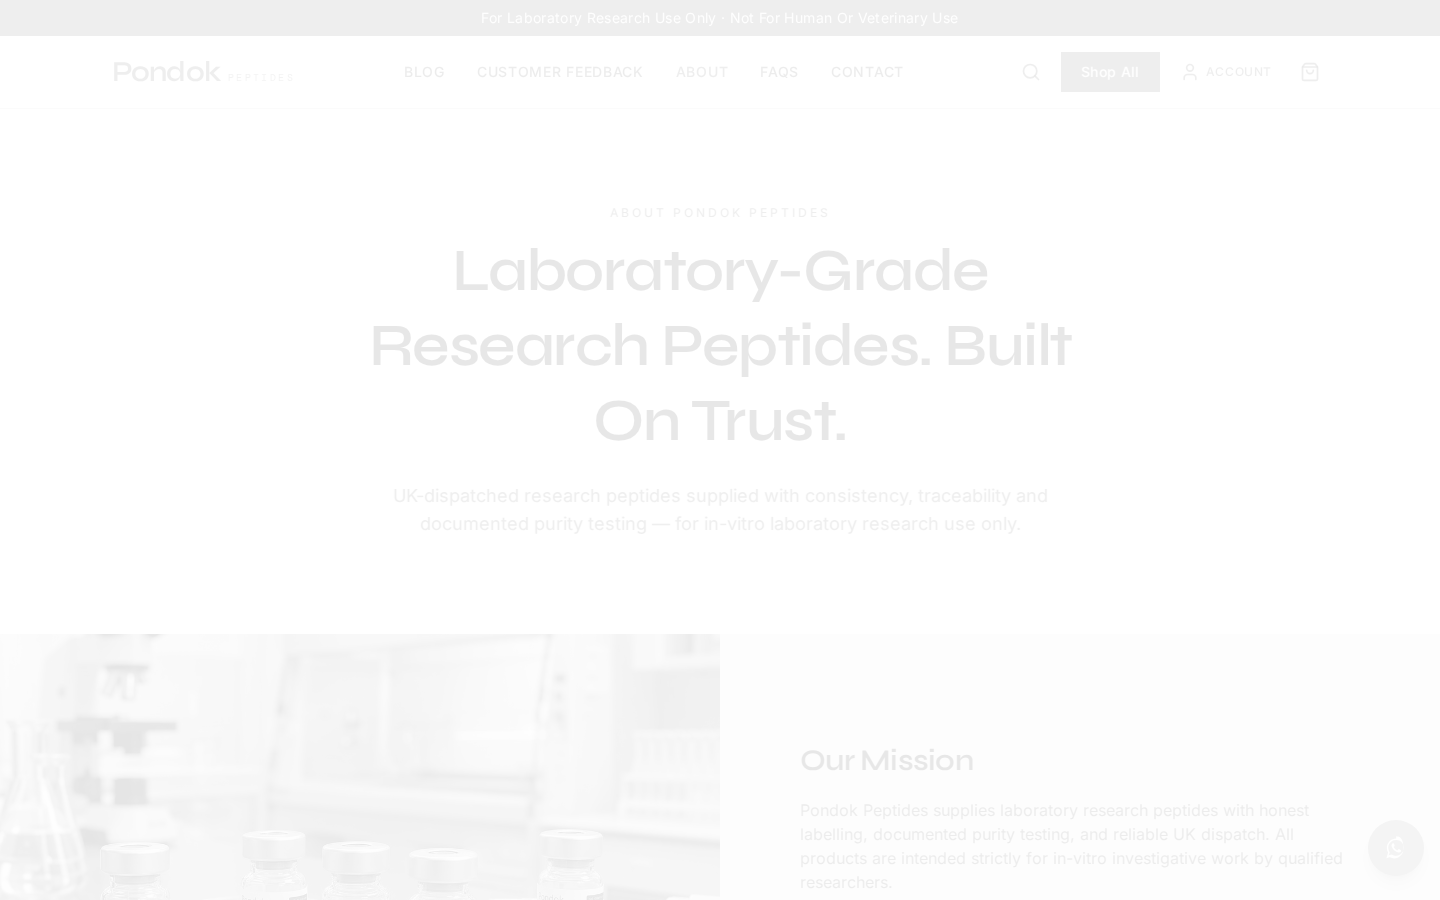 For Laboratory Research Use Only · Not For Human Or Veterinary Use
Pondok PEPTIDES
BLOG
CUSTOMER FEEDBACK
ABOUT
FAQS
CONTACT
Shop All
ACCOUNT
ABOUT PONDOK PEPTIDES
Laboratory-Grade
Research Peptides. Built
On Trust.
UK-dispatched research peptides supplied with consistency, traceability and
documented purity testing — for in-vitro laboratory research use only.
Our Mission
Pondok Peptides supplies laboratory research peptides with honest
labelling, documented purity testing, and reliable UK dispatch. All
products are intended strictly for in-vitro investigative work by qualified
researchers.